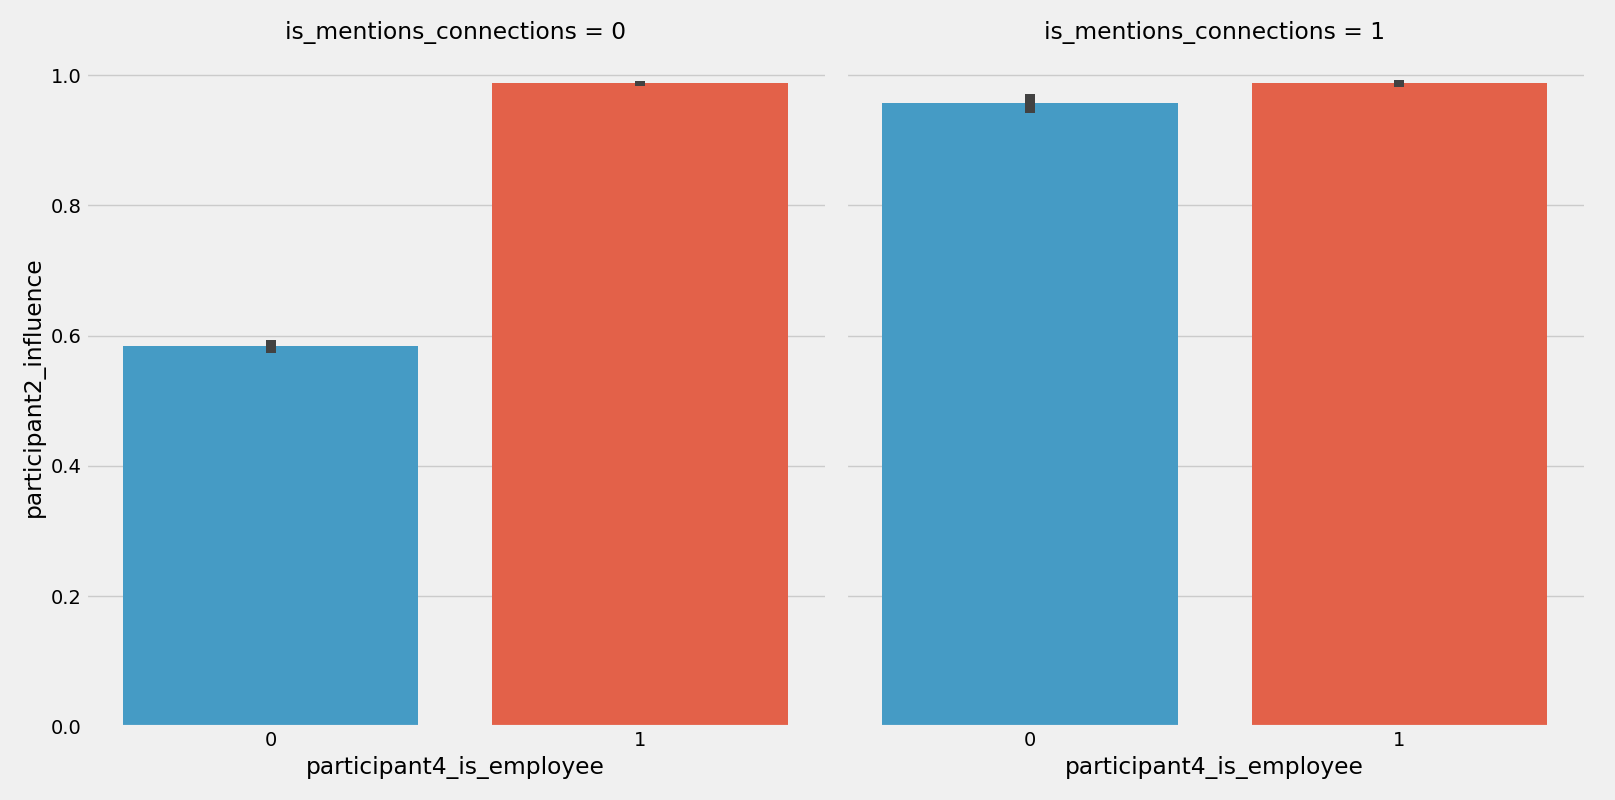 is_mentions_connections = 0
is_mentions_connections = 1
participant2_influence
1.0
0.8
0.6
0.4
0.2
0.0
0 1
0 1
participant4_is_employee
participant4_is_employee